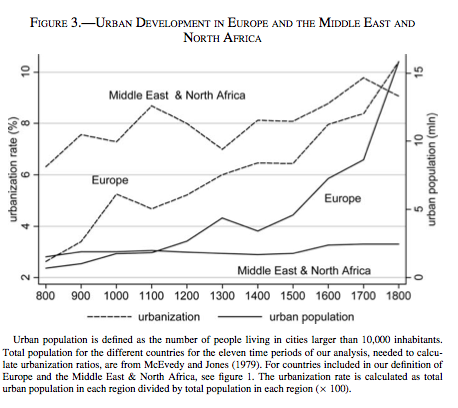 FIGURE 3.—URBAN DEVELOPMENT IN EUROPE AND THE MIDDLE EAST AND
NORTH AFRICA
urbanization rate (%)
10
8
6
4
2
Middle East & North Africa
Europe
Europe
Middle East & North Africa
15
10
5
0
urban population (mln)
800 900 1000 1100 1200 1300 1400 1500 1600 1700 1800
urbanization urban population
Urban population is defined as the number of people living in cities larger than 10,000 inhabitants.
Total population for the different countries for the eleven time periods of our analysis, needed to calcu-
late urbanization ratios, are from McEvedy and Jones (1979). For countries included in our definition of
Europe and the Middle East & North Africa, see figure 1. The urbanization rate is calculated as total
urban population in each region divided by total population in each region (× 100).